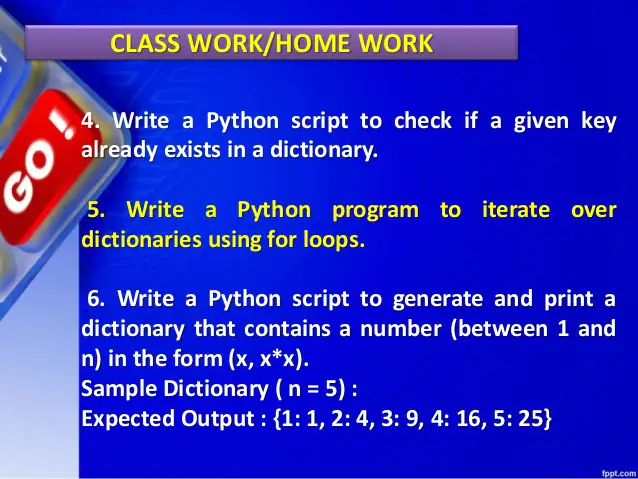 CLASS WORK/HOME WORK
GO!
4. Write a Python script to check if a given key
already exists in a dictionary.
5. Write a Python program to iterate over
dictionaries using for loops.
6. Write a Python script to generate and print a
dictionary that contains a number (between 1 and
n) in the form (x, x*x).
Sample Dictionary ( n = 5) :
Expected Output : {1: 1, 2: 4, 3: 9, 4: 16, 5: 25}
fppt.com